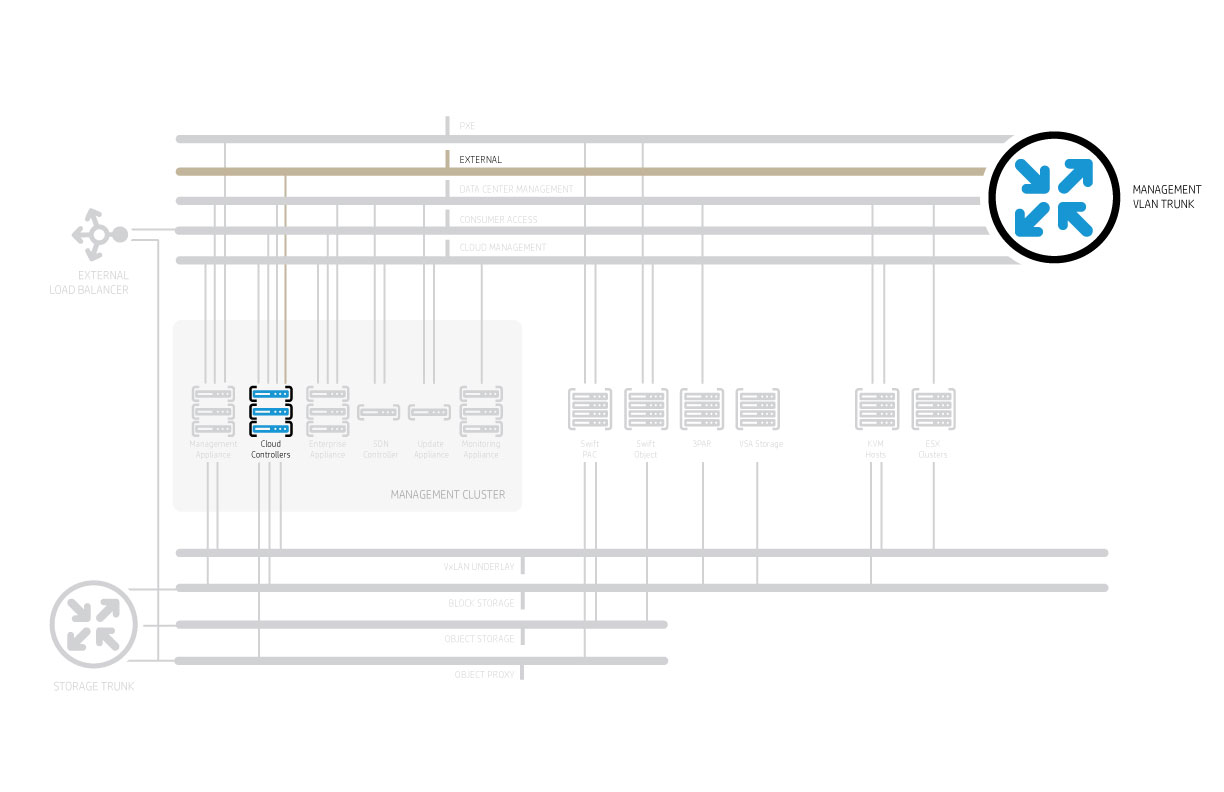 PXE
EXTERNAL
DATA CENTER MANAGEMENT
CONSUMER ACCESS
CLOUD MANAGEMENT
MANAGEMENT
VLAN TRUNK
EXTERNAL
LOAD BALANCER
Management
Appliance
Cloud
Controllers
Enterprise
Appliance
SDN
Controller
Update
Appliance
Monitoring
Appliance
Swift
PAC
Swift
Object
3PAR
VSA Storage
KVM
Hosts
ESX
Clusters
MANAGEMENT CLUSTER
VxLAN UNDERLAY
BLOCK STORAGE
OBJECT STORAGE
OBJECT PROXY
STORAGE TRUNK